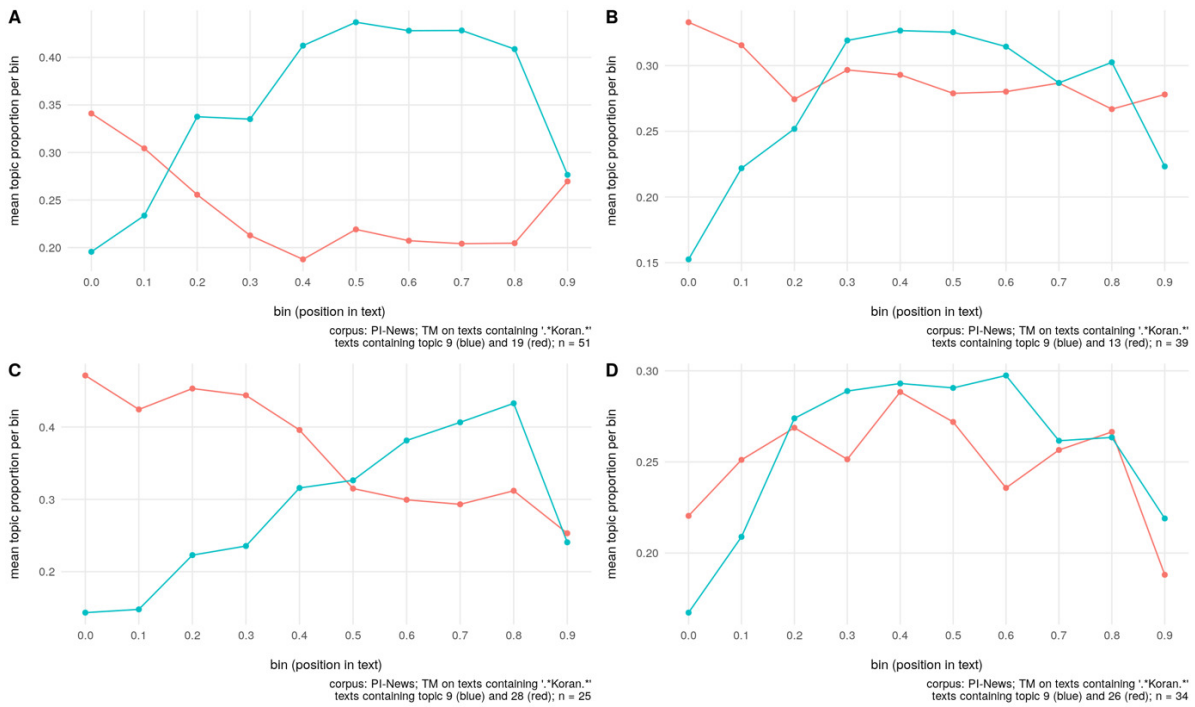 A
mean topic proportion per bin
0.40
0.35
0.30
0.25
0.20
0.0 0.1 0.2 0.3 0.4 0.5 0.6 0.7 0.8 0.9
bin (position in text)
corpus: PI-News; TM on texts containing '.*Koran.*'
texts containing topic 9 (blue) and 19 (red); n = 51
B
mean topic proportion per bin
0.30
0.25
0.20
0.15
0.0 0.1 0.2 0.3 0.4 0.5 0.6 0.7 0.8 0.9
bin (position in text)
corpus: PI-News; TM on texts containing '.*Koran.*'
texts containing topic 9 (blue) and 13 (red); n = 39
C
mean topic proportion per bin
0.4
0.3
0.2
0.0 0.1 0.2 0.3 0.4 0.5 0.6 0.7 0.8 0.9
bin (position in text)
corpus: PI-News; TM on texts containing '.*Koran.*'
texts containing topic 9 (blue) and 28 (red); n = 25
D
mean topic proportion per bin
0.30
0.25
0.20
0.0 0.1 0.2 0.3 0.4 0.5 0.6 0.7 0.8 0.9
bin (position in text)
corpus: PI-News; TM on texts containing '.*Koran.*'
texts containing topic 9 (blue) and 26 (red); n = 34